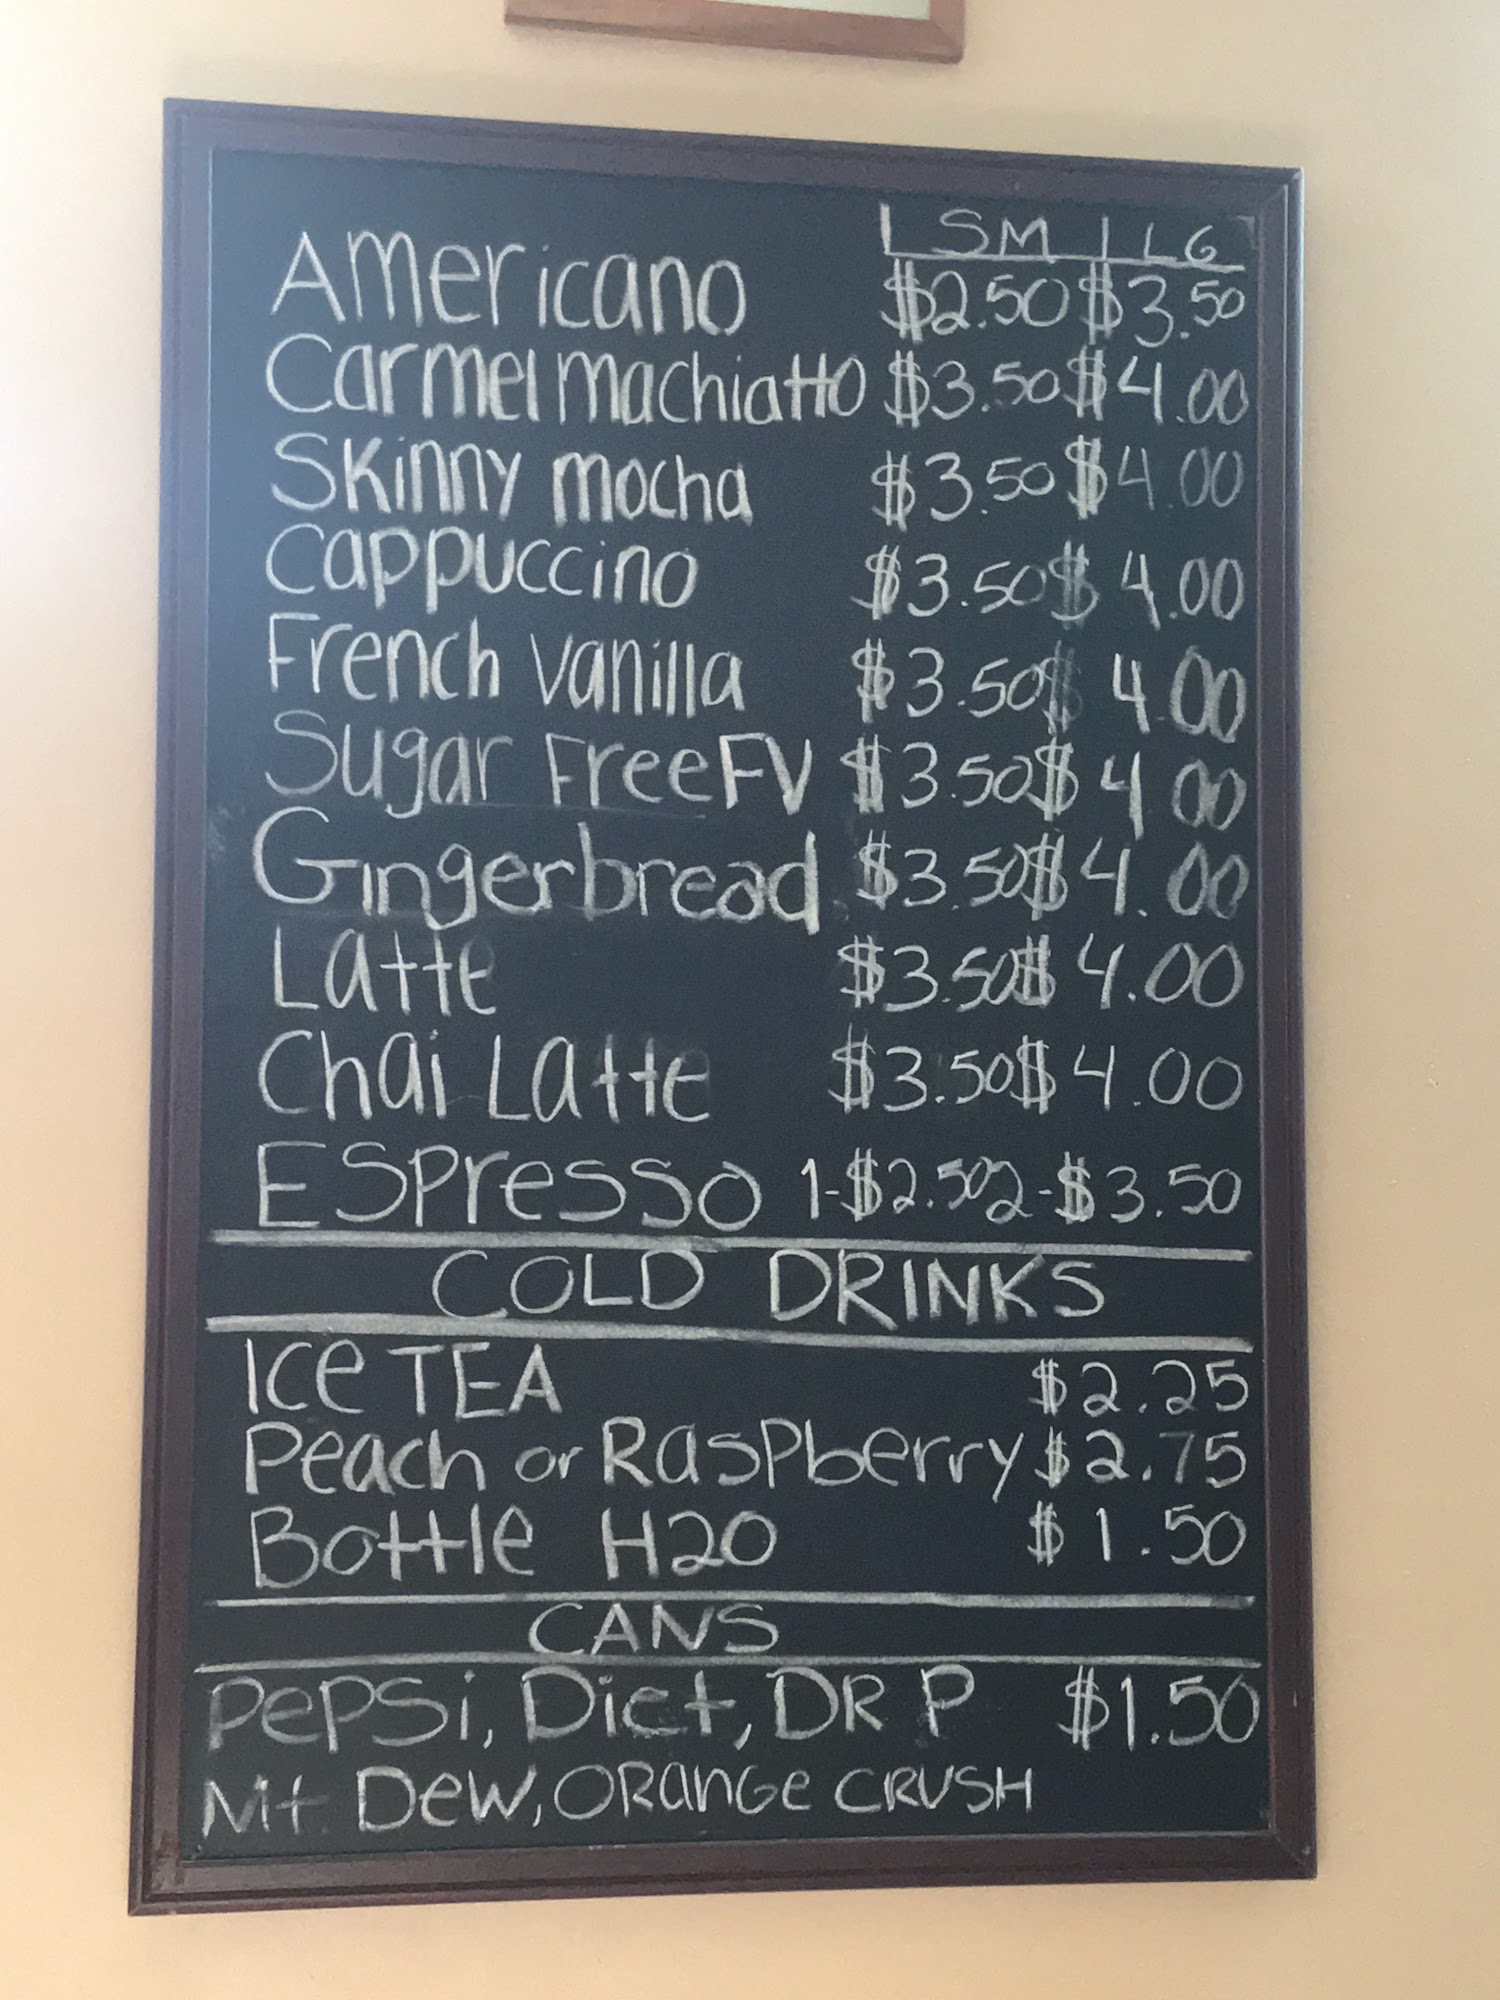 SM | LG
Americano $2.50 $3.50
Carmel machiatto $3.50 $4.00
Skinny mocha $3.50 $4.00
Cappuccino $3.50 $4.00
French vanilla $3.50 $4.00
Sugar Free FV $3.50 $4.00
Gingerbread $3.50 $4.00
Latte $3.50 $4.00
Chai Latte $3.50 $4.00
Espresso 1-$2.50 2-$3.50
COLD DRINKS
Ice TEA $2.25
Peach or Raspberry $2.75
Bottle H2O $1.50
CANS
Pepsi, Diet, DR P $1.50
Mt. Dew, ORange CRUSH